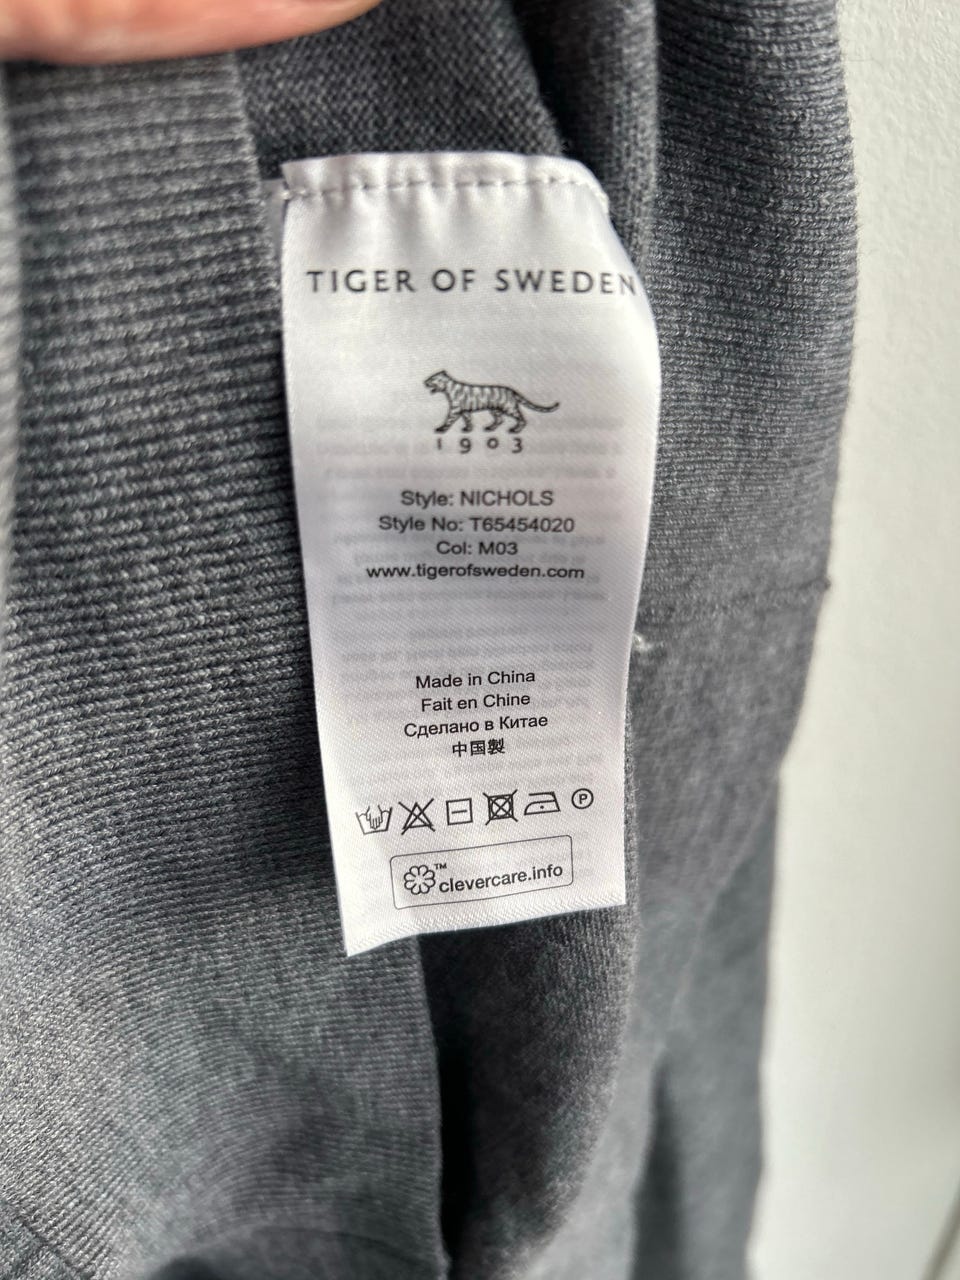 TIGER OF SWEDEN
1903
Style: NICHOLS
Style No: T65454020
Col: M03
www.tigerofsweden.com
Made in China
Fait en Chine
Сделано в Китае
中国製
P
™
clevercare.info